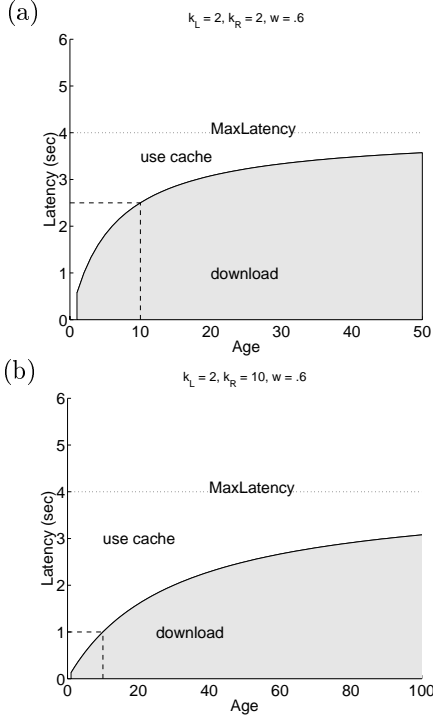 (a)
k_L = 2, k_R = 2, w = .6
6
5
4
3
2
1
0
Latency (sec)
MaxLatency
use cache
download
0 10 20 30 40 50
Age
(b)
k_L = 2, k_R = 10, w = .6
6
5
4
3
2
1
0
Latency (sec)
MaxLatency
use cache
download
0 20 40 60 80 100
Age